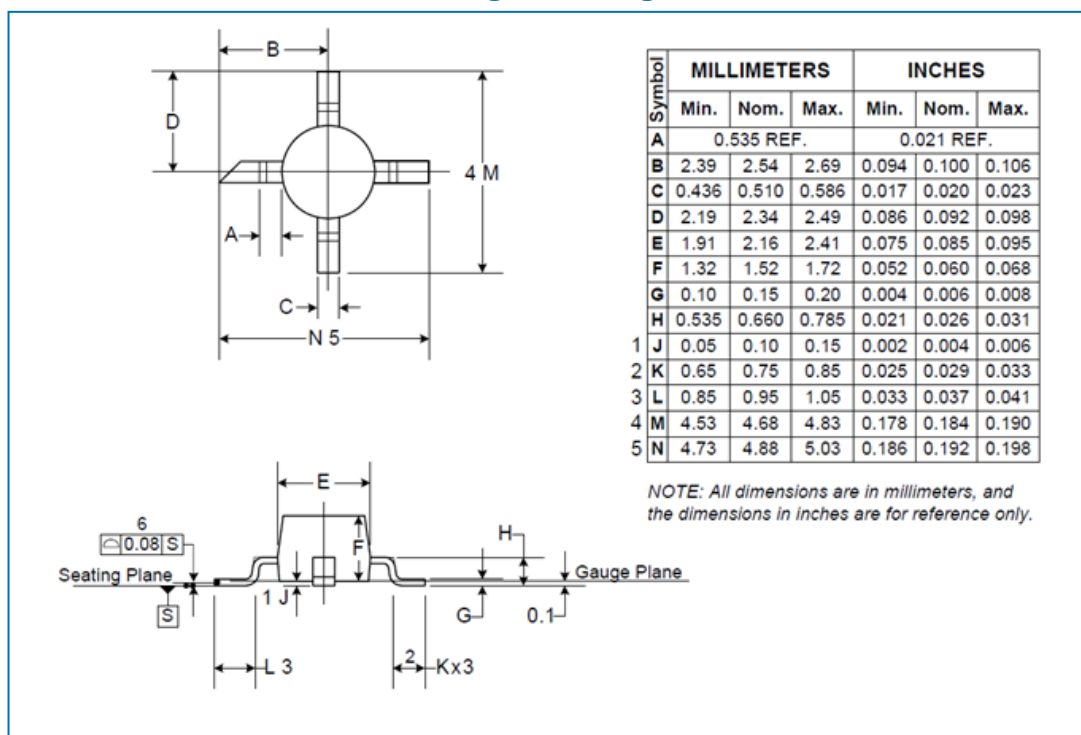 B
D
4 M
A
C
N 5
Symbol MILLIMETERS INCHES
Min. Nom. Max. Min. Nom. Max.
A 0.535 REF. 0.021 REF.
B 2.39 2.54 2.69 0.094 0.100 0.106
C 0.436 0.510 0.586 0.017 0.020 0.023
D 2.19 2.34 2.49 0.086 0.092 0.098
E 1.91 2.16 2.41 0.075 0.085 0.095
F 1.32 1.52 1.72 0.052 0.060 0.068
G 0.10 0.15 0.20 0.004 0.006 0.008
H 0.535 0.660 0.785 0.021 0.026 0.031
1 J 0.05 0.10 0.15 0.002 0.004 0.006
2 K 0.65 0.75 0.85 0.025 0.029 0.033
3 L 0.85 0.95 1.05 0.033 0.037 0.041
4 M 4.53 4.68 4.83 0.178 0.184 0.190
5 N 4.73 4.88 5.03 0.186 0.192 0.198
NOTE: All dimensions are in millimeters, and
the dimensions in inches are for reference only.
E
6
0.08 S
F
H
Seating Plane
Gauge Plane
1 J
G
0.1
S
L 3
2
Kx3